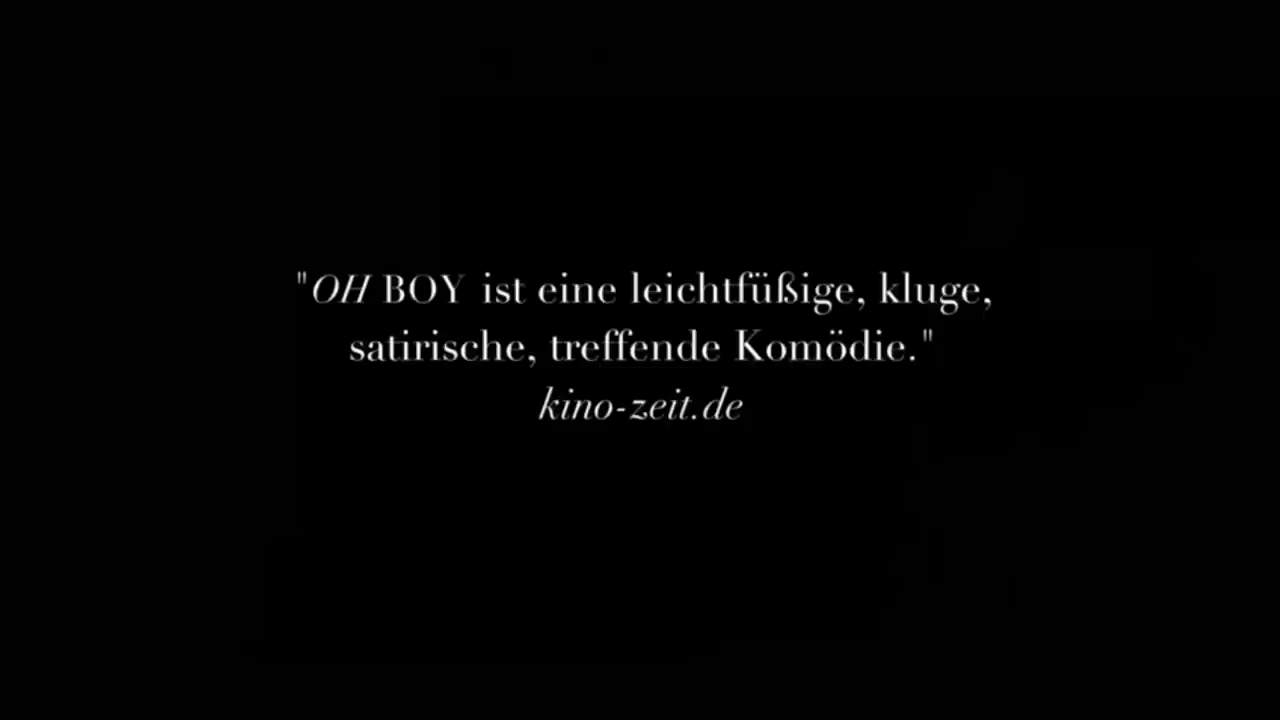 "OH BOY ist eine leichtfüßige, kluge,
satirische, treffende Komödie."
kino-zeit.de